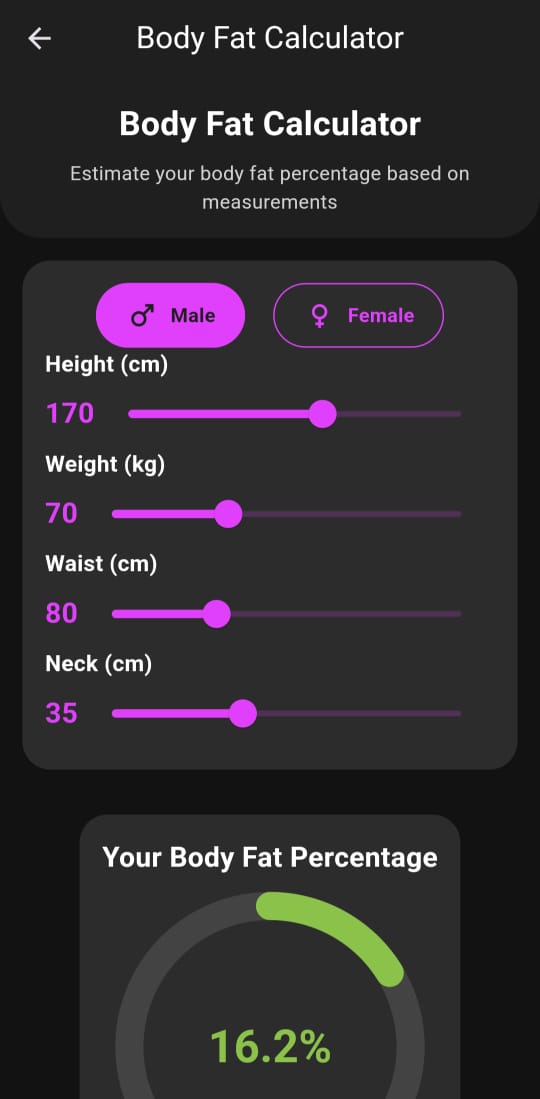 Body Fat Calculator
Body Fat Calculator
Estimate your body fat percentage based on
measurements
Male
Female
Height (cm)
170
Weight (kg)
70
Waist (cm)
80
Neck (cm)
35
Your Body Fat Percentage
16.2%